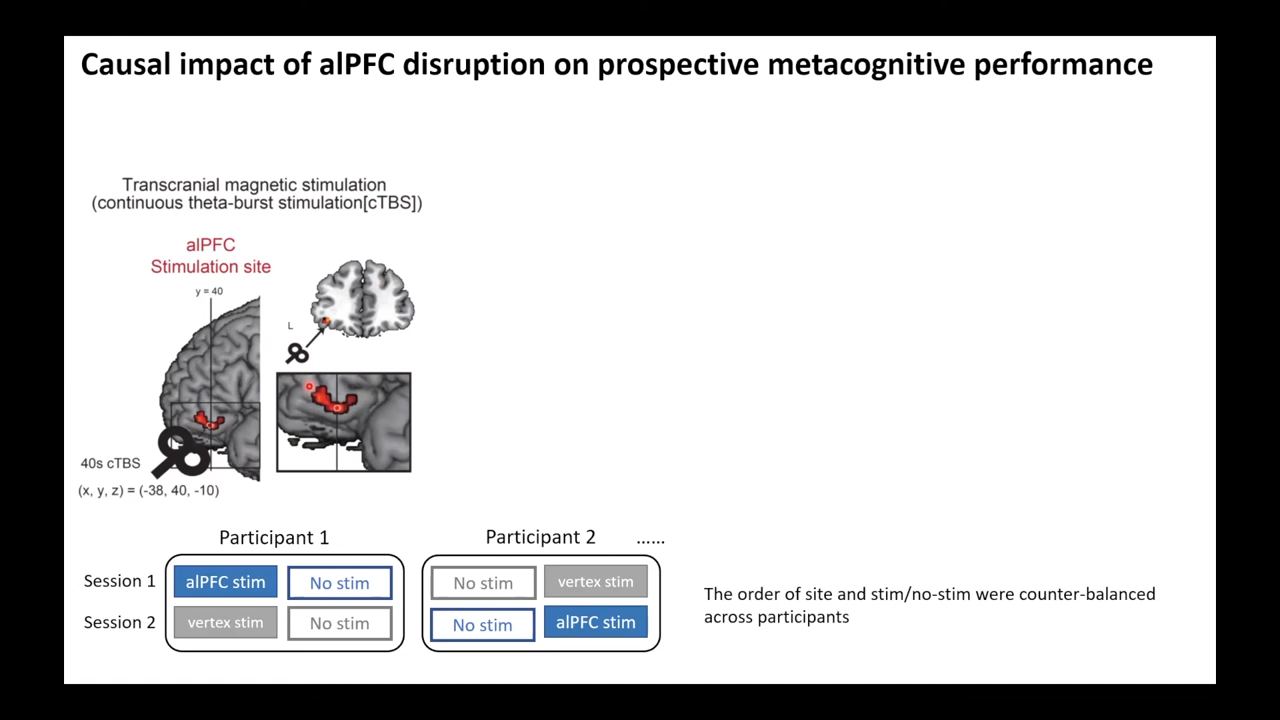 Causal impact of alPFC disruption on prospective metacognitive performance
Transcranial magnetic stimulation
(continuous theta-burst stimulation[cTBS])
alPFC
Stimulation site
y = 40
L
40s cTBS
(x, y, z) = (-38, 40, -10)
Participant 1
Participant 2
......
Session 1
alPFC stim
No stim
No stim
vertex stim
Session 2
vertex stim
No stim
No stim
alPFC stim
The order of site and stim/no-stim were counter-balanced
across participants